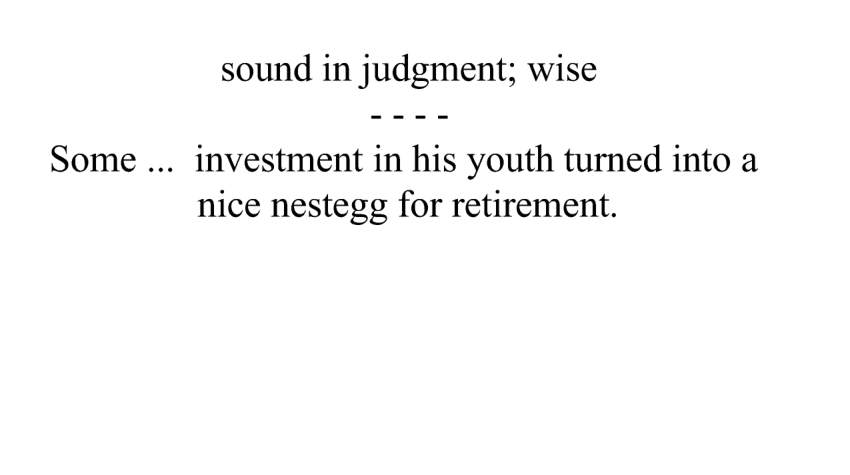 sound in judgment; wise
- - - -
Some ... investment in his youth turned into a
nice nestegg for retirement.